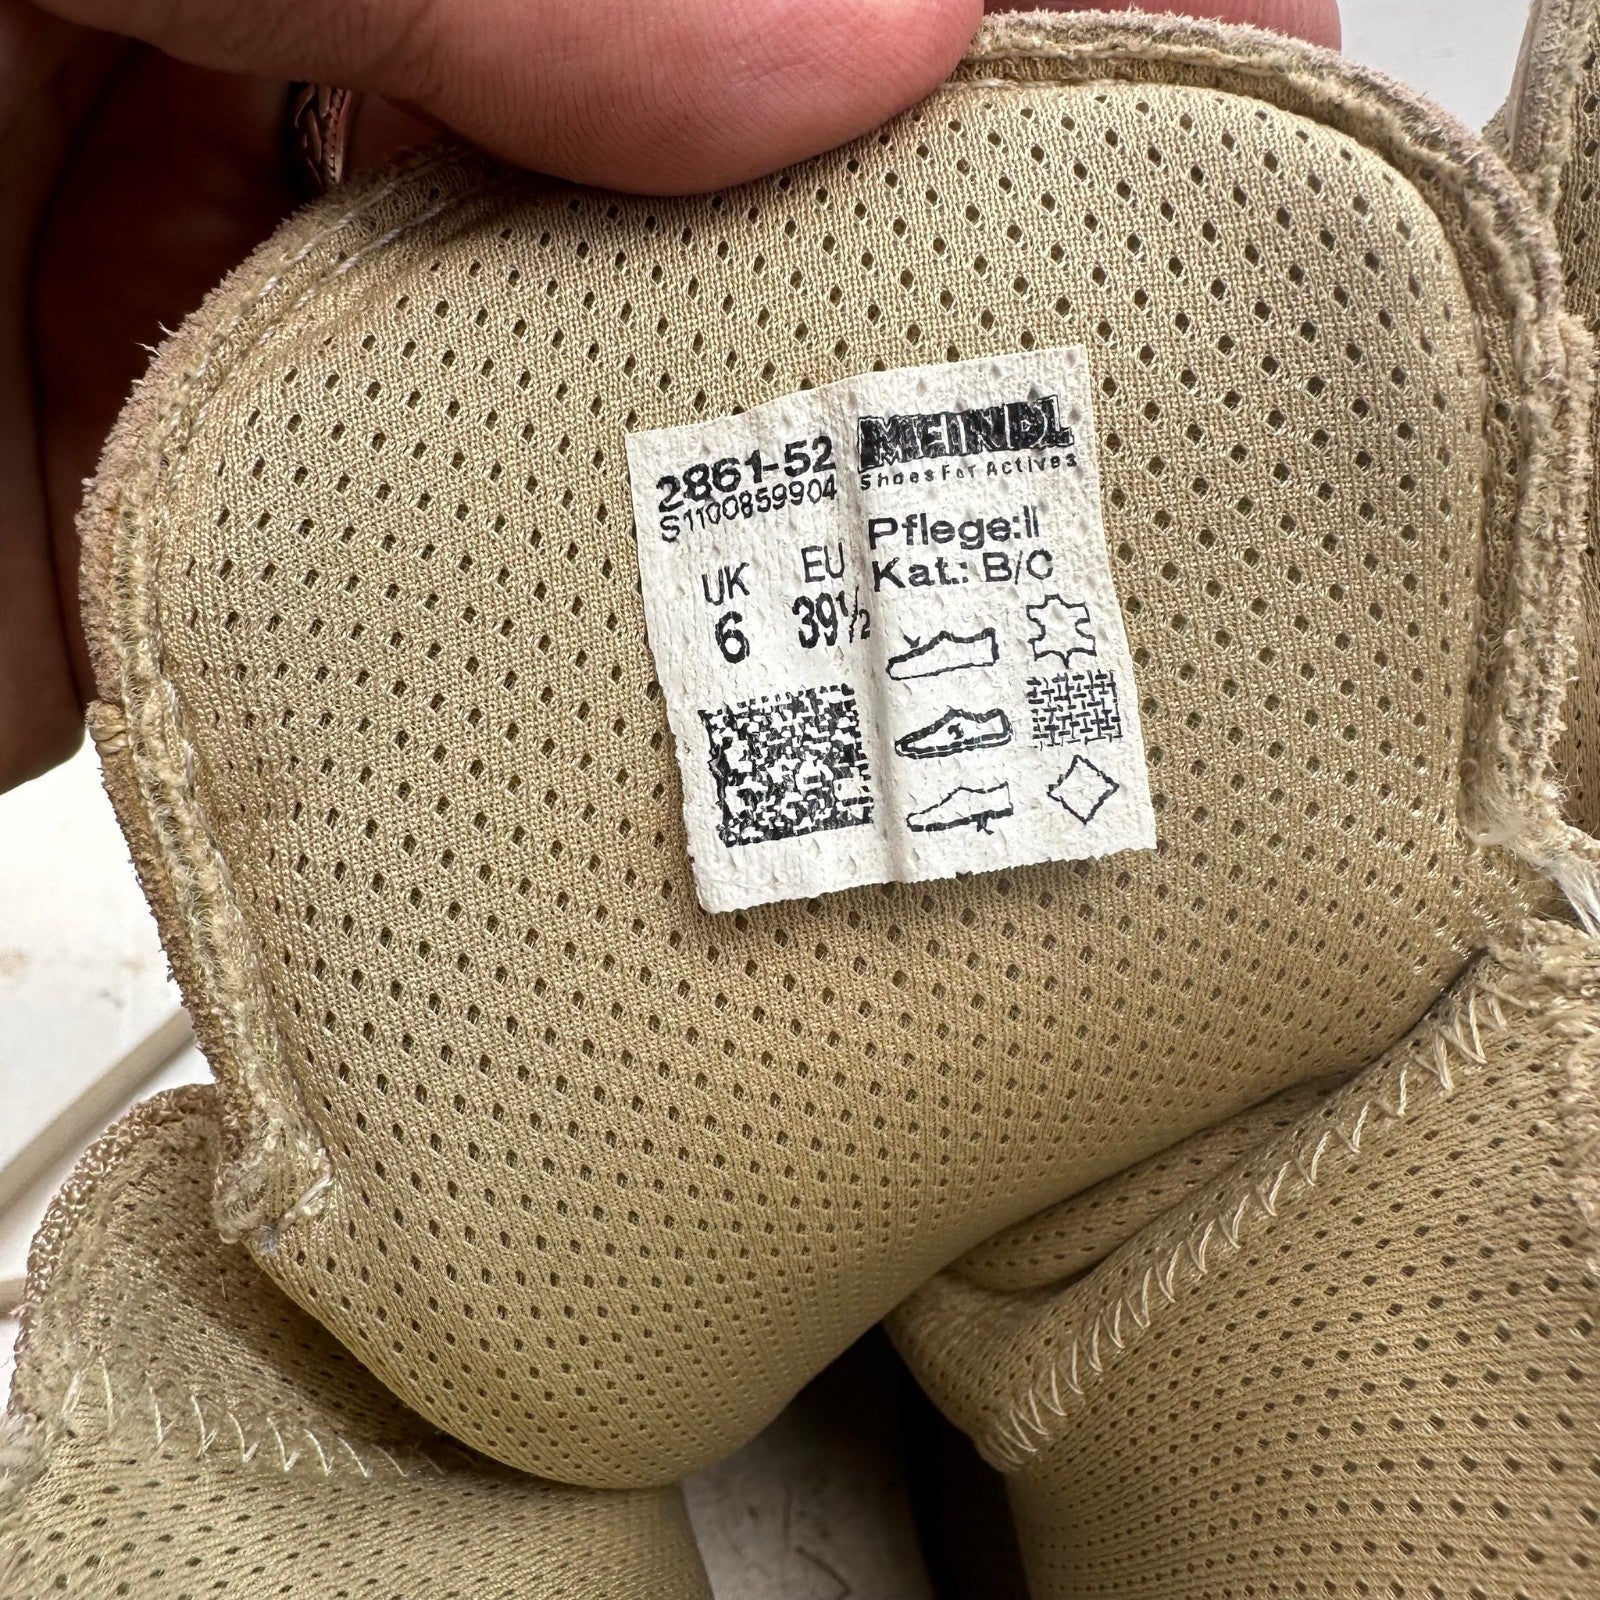 2861-52
S1100859904
UK EU
6 39½
MEINDL
Shoes For Actives
Pflege:II
Kat.: B/C